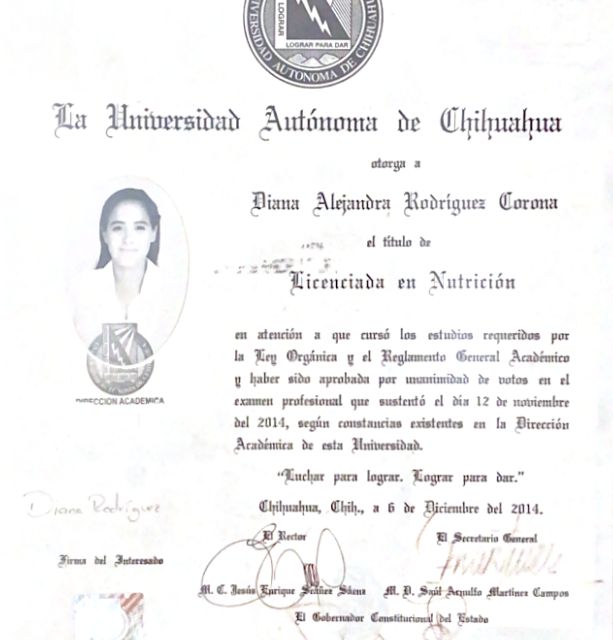 LOGRAR
LOGRAR PARA DAR
AUTONOMA DE CHIHUAHUA
La Universidad Autónoma de Chihuahua
otorga a
Diana Alejandra Rodríguez Corona
el título de
Licenciada en Nutrición
en atención a que cursó los estudios requeridos por
la Ley Orgánica y el Reglamento General Académico
y haber sido aprobada por unanimidad de votos en el
examen profesional que sustentó el día 12 de noviembre
del 2014, según constancias existentes en la Dirección
Académica de esta Universidad.
"Luchar para lograr. Lograr para dar."
Chihuahua, Chih., a 6 de Diciembre del 2014.
DIRECCION ACADEMICA
Diana Rodríguez
Firma del Interesado
El Rector
El Secretario General
M. C. Jesús Enrique Sáenz
M. D. Saúl Arnulfo Martínez Campos
El Gobernador Constitucional del Estado